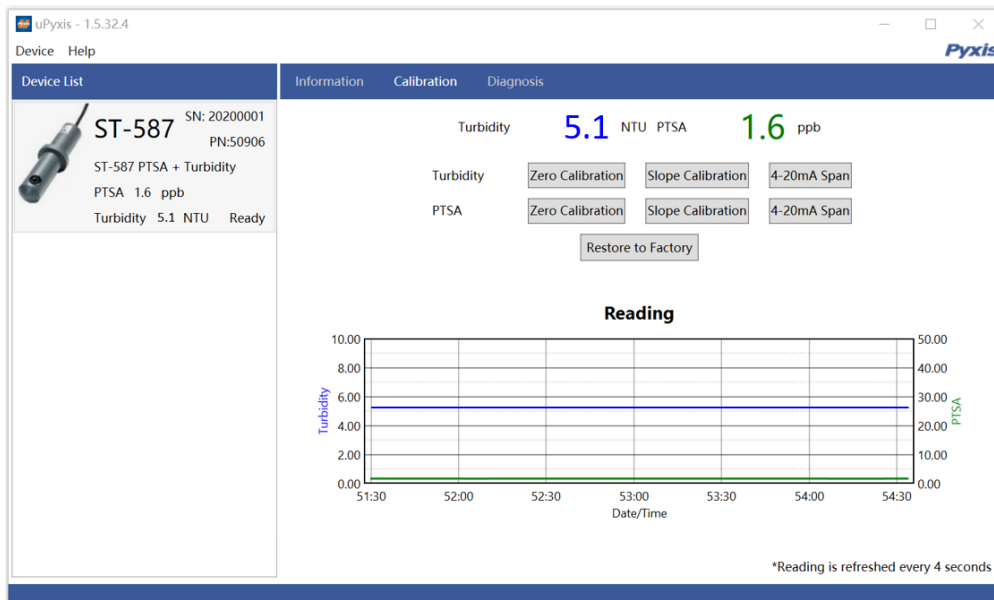 uPyxis - 1.5.32.4
Device Help
Pyxis
Device List
Information Calibration Diagnosis
ST-587
SN: 20200001
PN:50906
ST-587 PTSA + Turbidity
PTSA 1.6 ppb
Turbidity 5.1 NTU Ready
Turbidity 5.1 NTU PTSA 1.6 ppb
Turbidity Zero Calibration Slope Calibration 4-20mA Span
PTSA Zero Calibration Slope Calibration 4-20mA Span
Restore to Factory
Reading
10.00 50.00
8.00 40.00
6.00 30.00
4.00 20.00
2.00 10.00
0.00 0.00
Turbidity
PTSA
51:30 52:00 52:30 53:00 53:30 54:00 54:30
Date/Time
*Reading is refreshed every 4 seconds